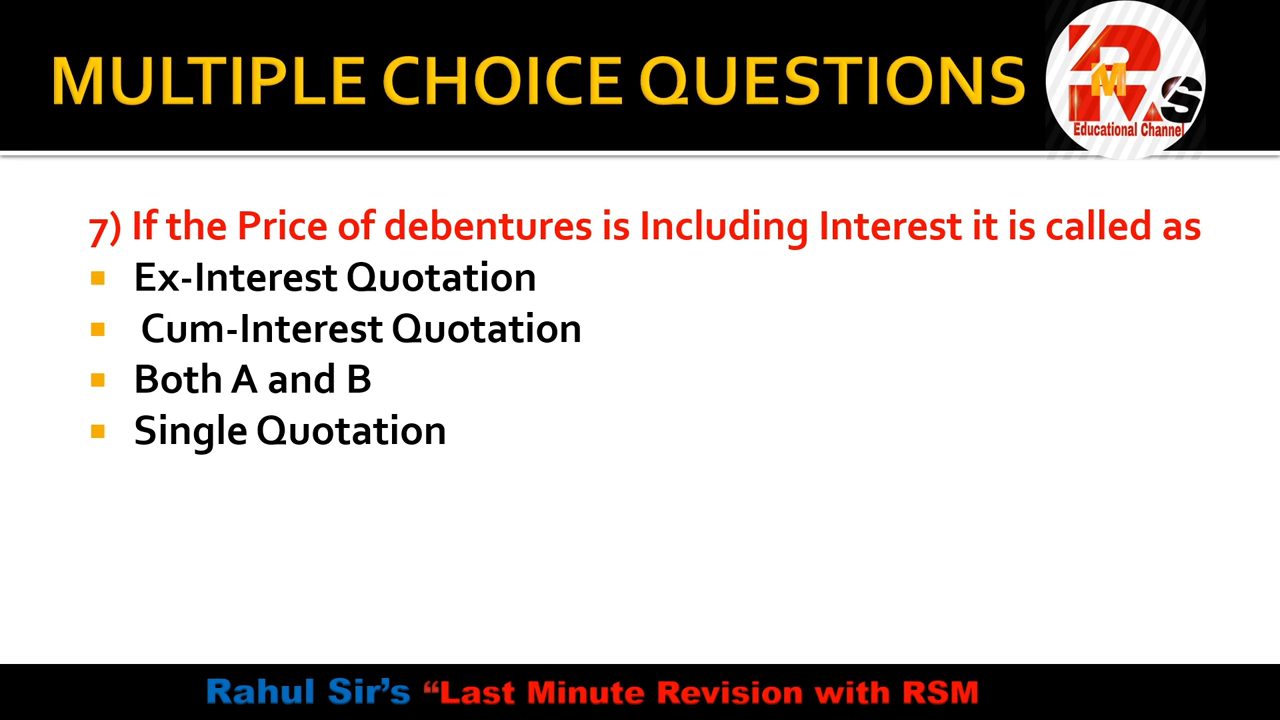 MULTIPLE CHOICE QUESTIONS
RMS
Educational Channel
7) If the Price of debentures is Including Interest it is called as
▪ Ex-Interest Quotation
▪ Cum-Interest Quotation
▪ Both A and B
▪ Single Quotation
Rahul Sir’s “Last Minute Revision with RSM